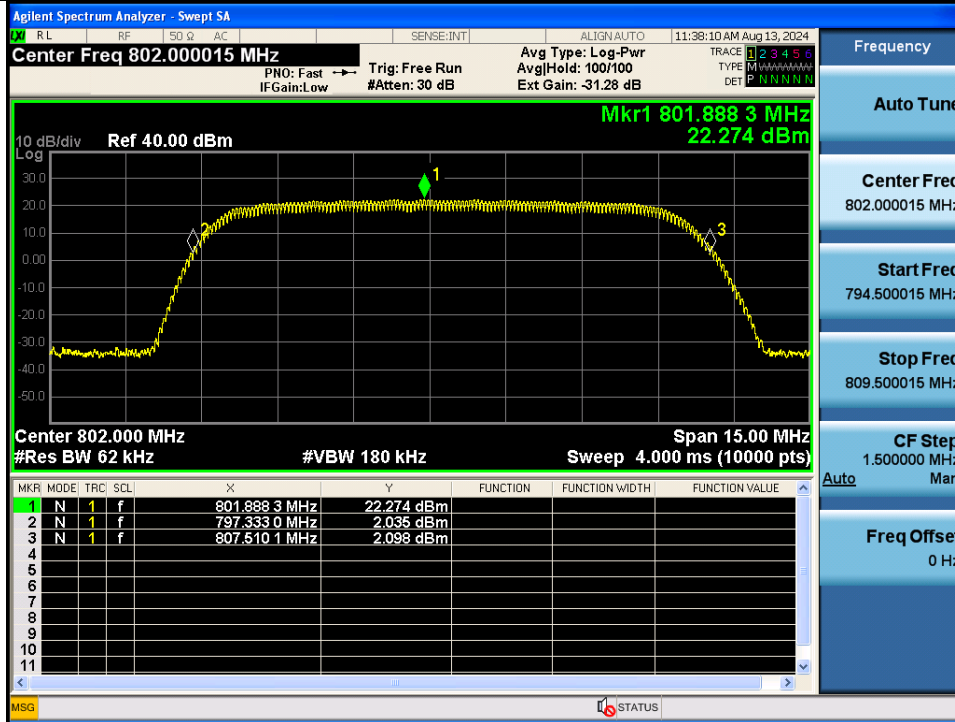 Agilent Spectrum Analyzer - Swept SA
LXI RL RF 50 Ω AC SENSE:INT ALIGN AUTO 11:38:10 AM Aug 13, 2024
Center Freq 802.000015 MHz
PNO: Fast
IFGain:Low
Trig: Free Run
#Atten: 30 dB
Avg Type: Log-Pwr
Avg|Hold: 100/100
Ext Gain: -31.28 dB
TRACE 1 2 3 4 5 6
TYPE M
DET P N N N N N
Mkr1 801.888 3 MHz
22.274 dBm
10 dB/div Ref 40.00 dBm
Log
30.0
20.0
10.0
0.00
-10.0
-20.0
-30.0
-40.0
-50.0
1
2
3
Center 802.000 MHz Span 15.00 MHz
#Res BW 62 kHz #VBW 180 kHz Sweep 4.000 ms (10000 pts)
MKR MODE TRC SCL X Y FUNCTION FUNCTION WIDTH FUNCTION VALUE
1 N 1 f 801.888 3 MHz 22.274 dBm
2 N 1 f 797.333 0 MHz 2.035 dBm
3 N 1 f 807.510 1 MHz 2.098 dBm
4
5
6
7
8
9
10
11
MSG STATUS
Frequency
Auto Tune
Center Freq
802.000015 MHz
Start Freq
794.500015 MHz
Stop Freq
809.500015 MHz
CF Step
1.500000 MHz
Auto Man
Freq Offset
0 Hz